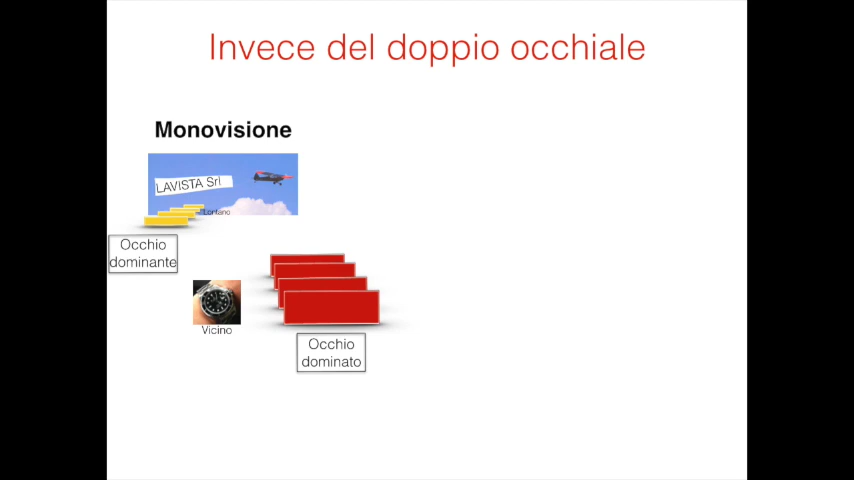 Invece del doppio occhiale
Monovisione
LAVISTA Srl
Lontano
Occhio
dominante
Vicino
Occhio
dominato